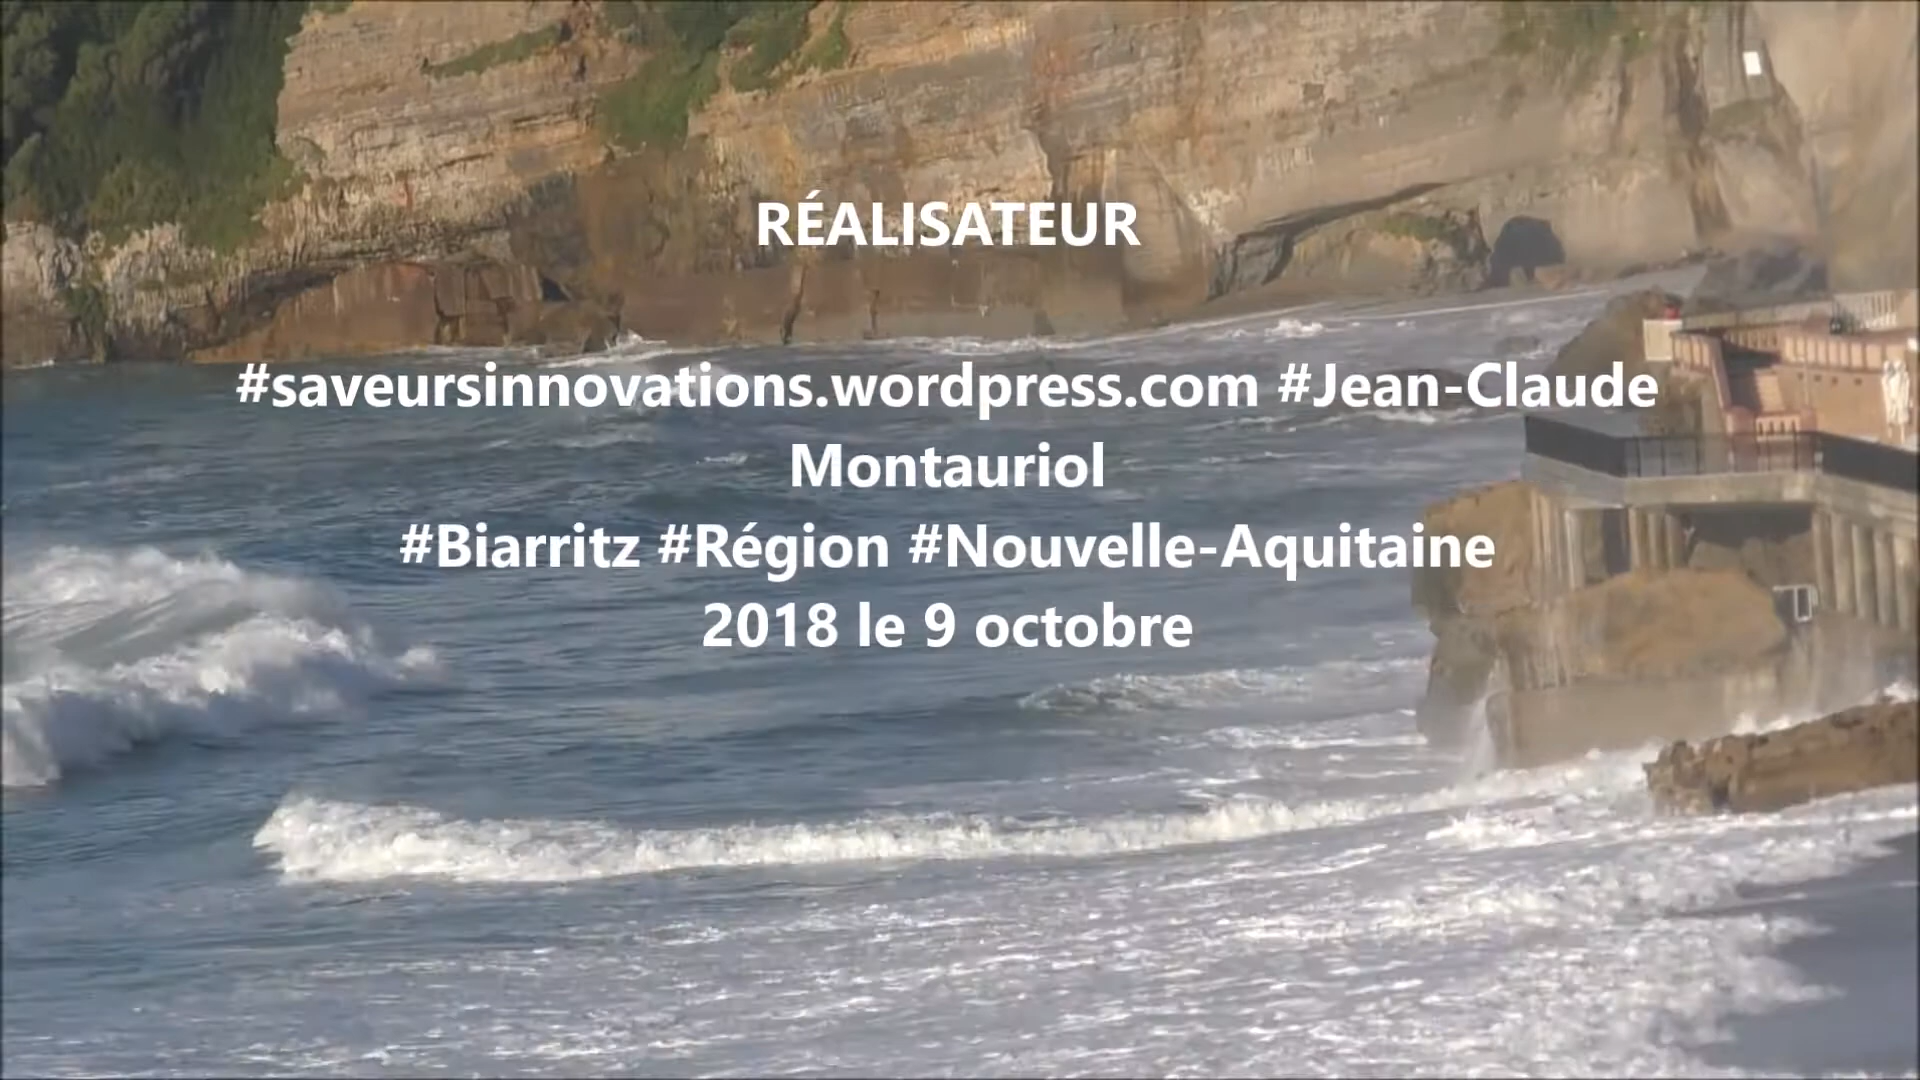 RÉALISATEUR
#saveursinnovations.wordpress.com #Jean-Claude
Montauriol
#Biarritz #Région #Nouvelle-Aquitaine
2018 le 9 octobre